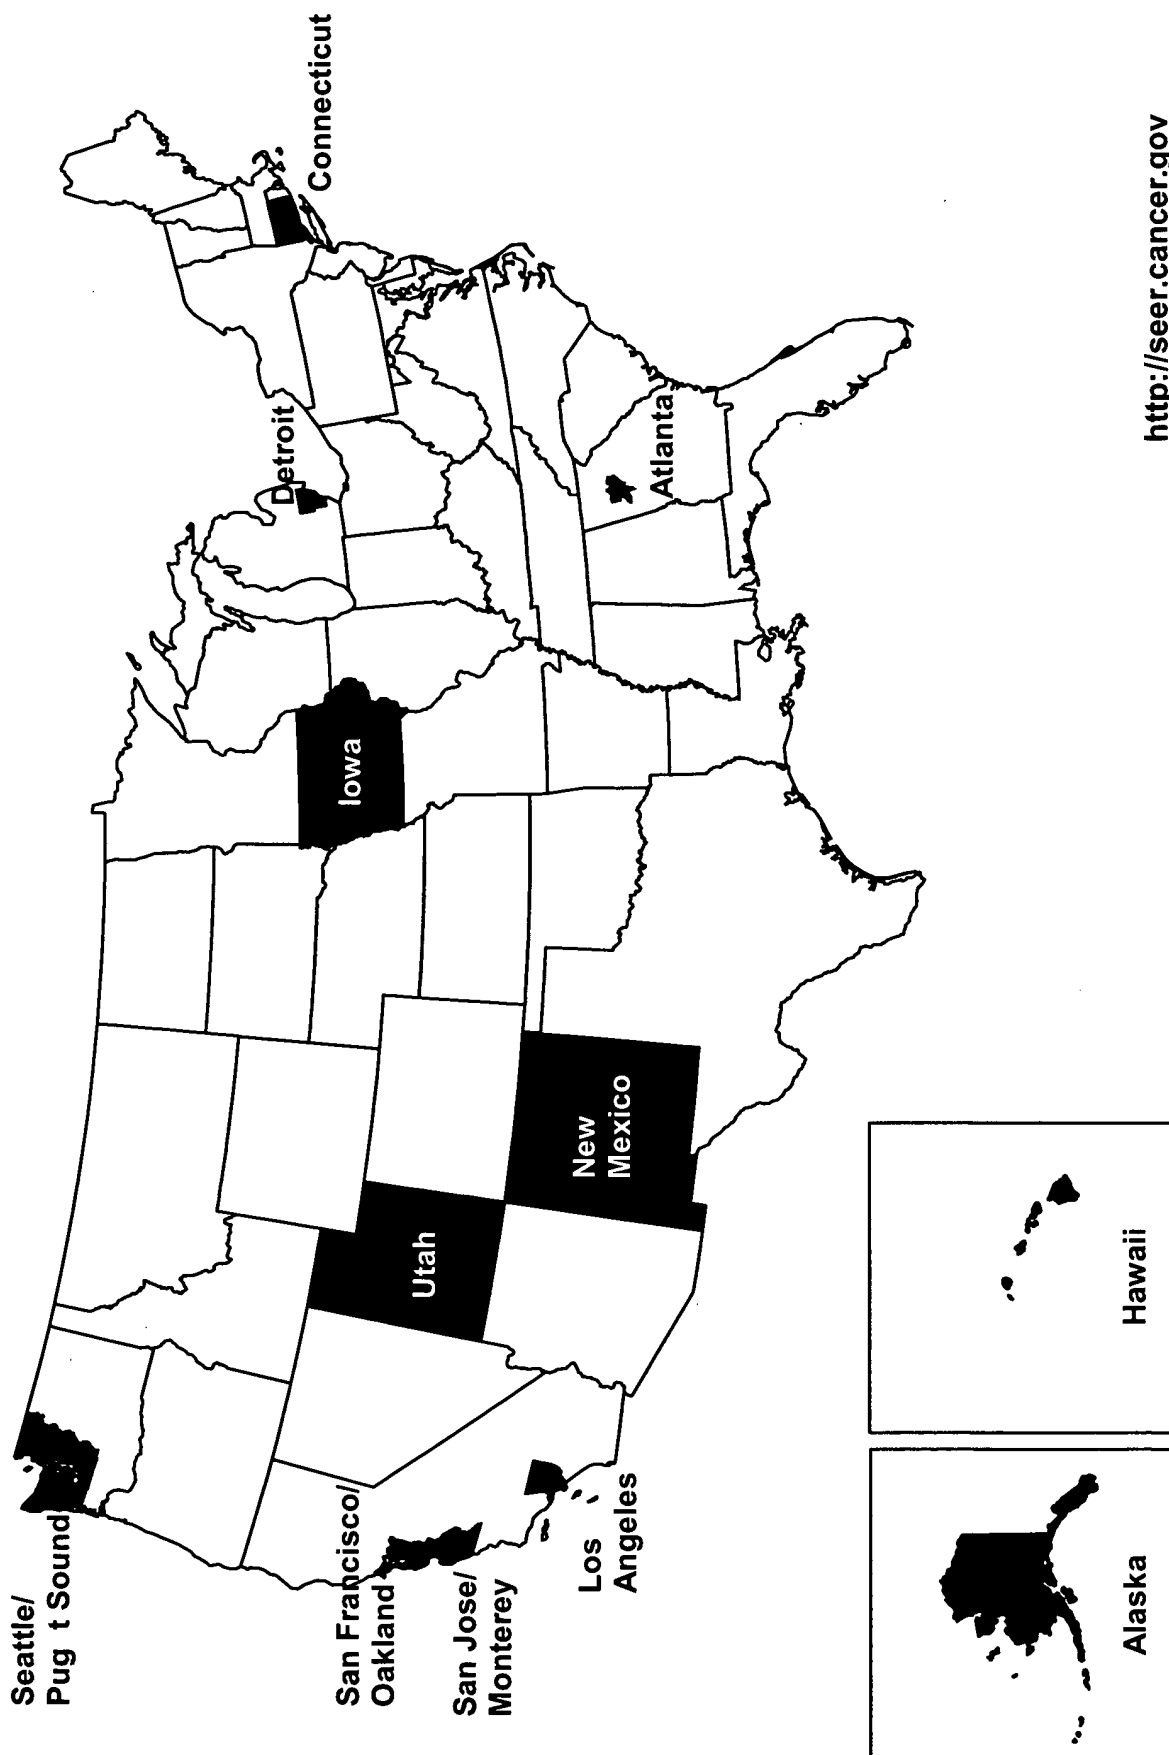 Seattle/
Pug t Sound
San Francisco/
Oakland
San Jose/
Monterey
Los
Angeles
Utah
New
Mexico
Iowa
Detroit
Connecticut
Atlanta
Alaska
Hawaii
http://seer.cancer.gov